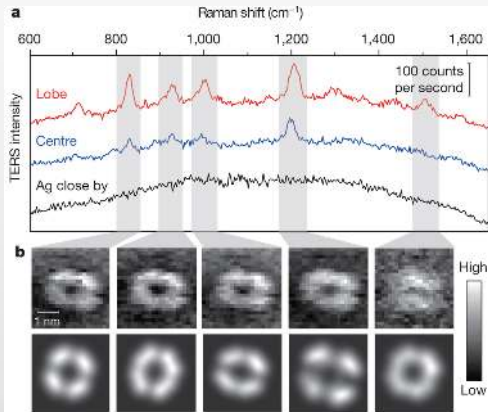 a
Raman shift (cm⁻¹)
600 800 1,000 1,200 1,400 1,600
TERS intensity
Lobe
100 counts
per second
Centre
Ag close by
b
High
1 nm
Low